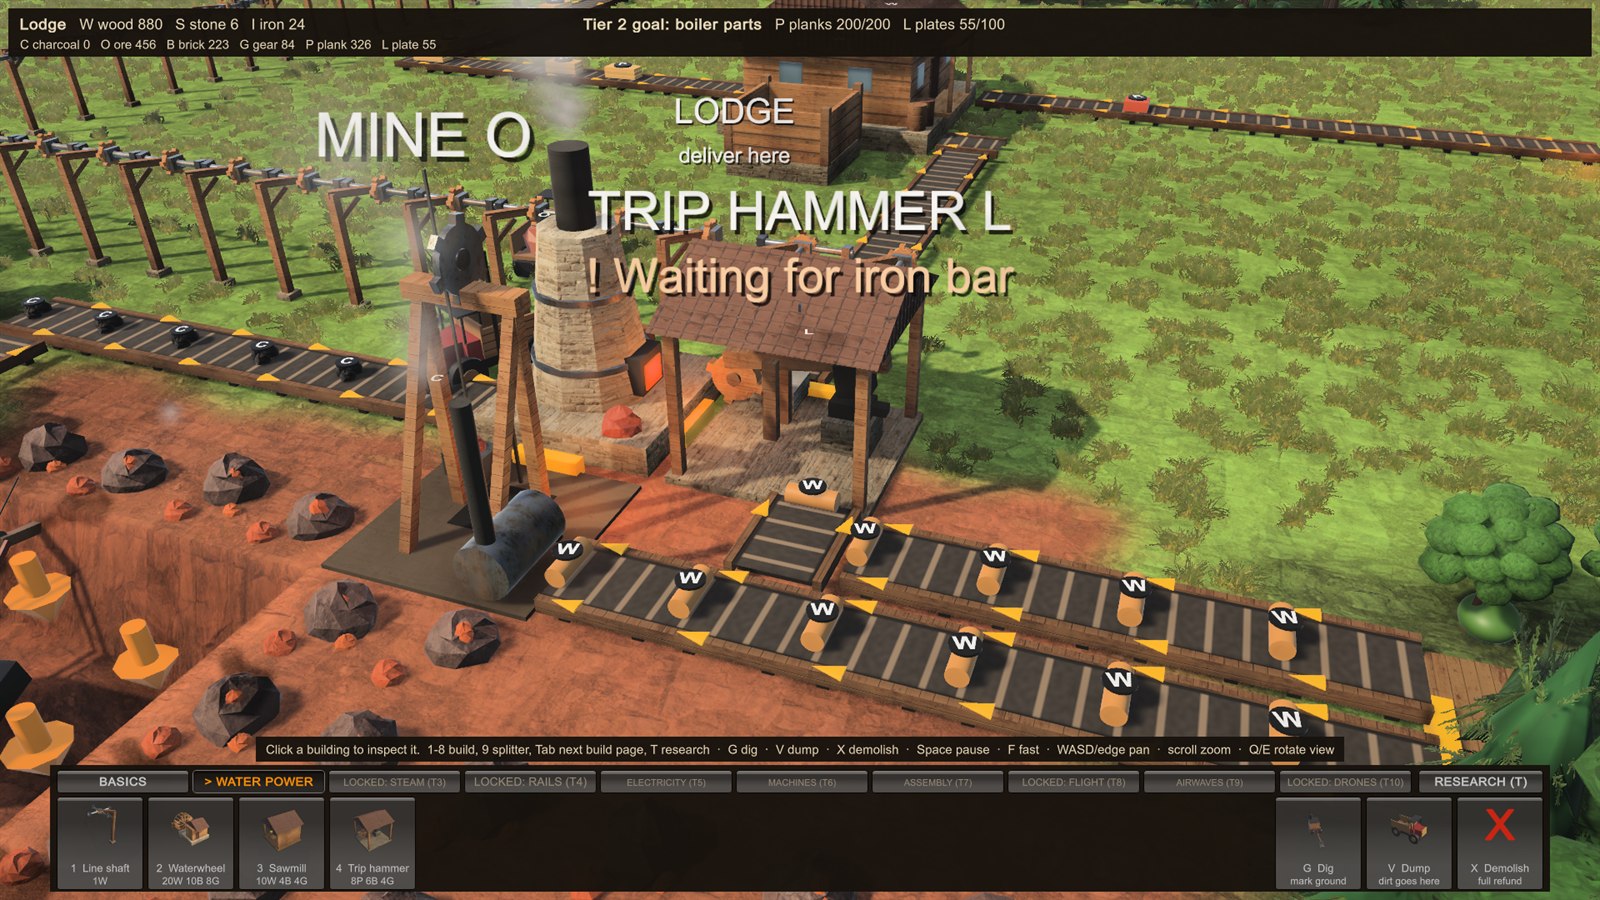 Lodge W wood 880 S stone 6 I iron 24
C charcoal 0 O ore 456 B brick 223 G gear 84 P plank 326 L plate 55
Tier 2 goal: boiler parts P planks 200/200 L plates 55/100
MINE O
LODGE
deliver here
TRIP HAMMER L
! Waiting for iron bar
L
C C C C C
C
W
W W W W
W W W W W W
Click a building to inspect it. 1-8 build, 9 splitter, Tab next build page, T research · G dig · V dump · X demolish · Space pause · F fast · WASD/edge pan · scroll zoom · Q/E rotate view
BASICS
> WATER POWER
LOCKED: STEAM (T3)
LOCKED: RAILS (T4)
ELECTRICITY (T5)
MACHINES (T6)
ASSEMBLY (T7)
LOCKED: FLIGHT (T8)
AIRWAVES (T9)
LOCKED: DRONES (T10)
RESEARCH (T)
1 Line shaft
1W
2 Waterwheel
20W 10B 8G
3 Sawmill
10W 4B 4G
4 Trip hammer
8P 6B 4G
G Dig
mark ground
V Dump
dirt goes here
X
X Demolish
full refund